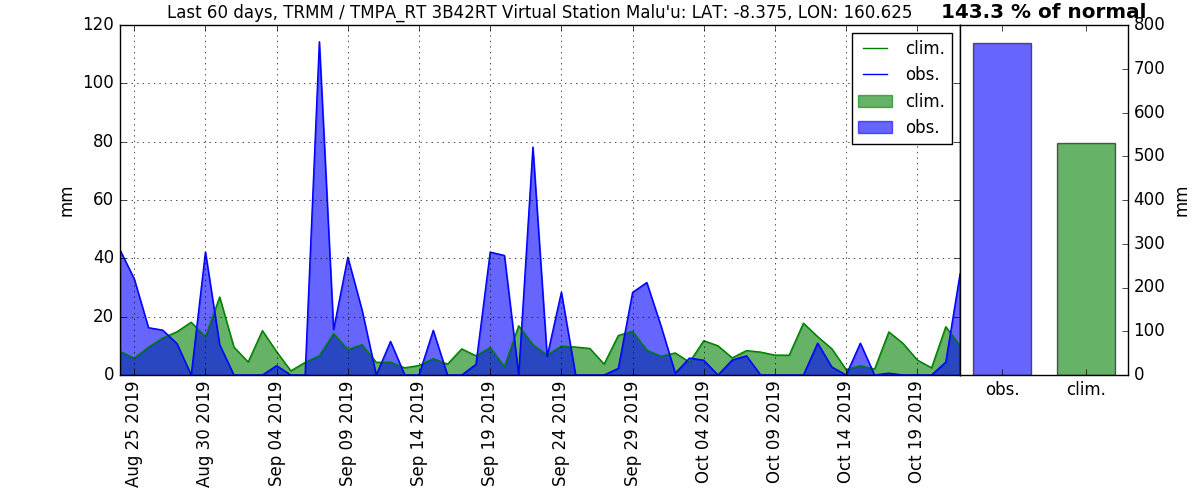 Last 60 days, TRMM / TMPA_RT 3B42RT Virtual Station Malu'u: LAT: -8.375, LON: 160.625
143.3 % of normal
120
100
80
60
40
20
0
mm
clim.
obs.
clim.
obs.
Aug 25 2019
Aug 30 2019
Sep 04 2019
Sep 09 2019
Sep 14 2019
Sep 19 2019
Sep 24 2019
Sep 29 2019
Oct 04 2019
Oct 09 2019
Oct 14 2019
Oct 19 2019
800
700
600
500
400
300
200
100
0
mm
obs.
clim.